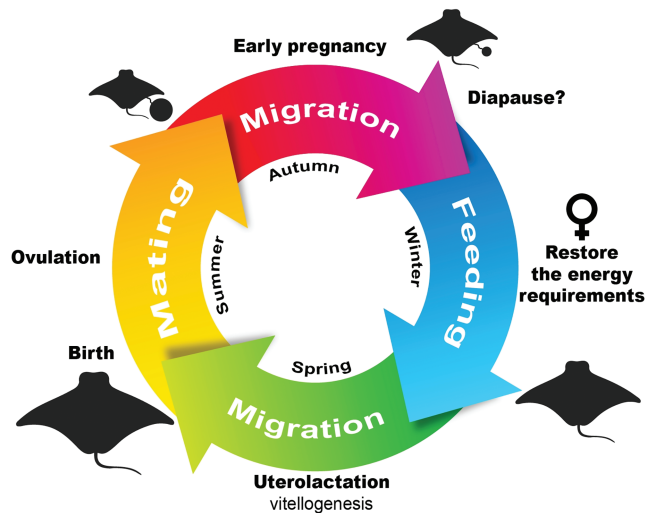 Early pregnancy
Migration
Autumn
Diapause?
Mating
Summer
Winter
Feeding
Ovulation
Restore
the energy
requirements
Birth
Spring
Migration
Uterolactation
vitellogenesis